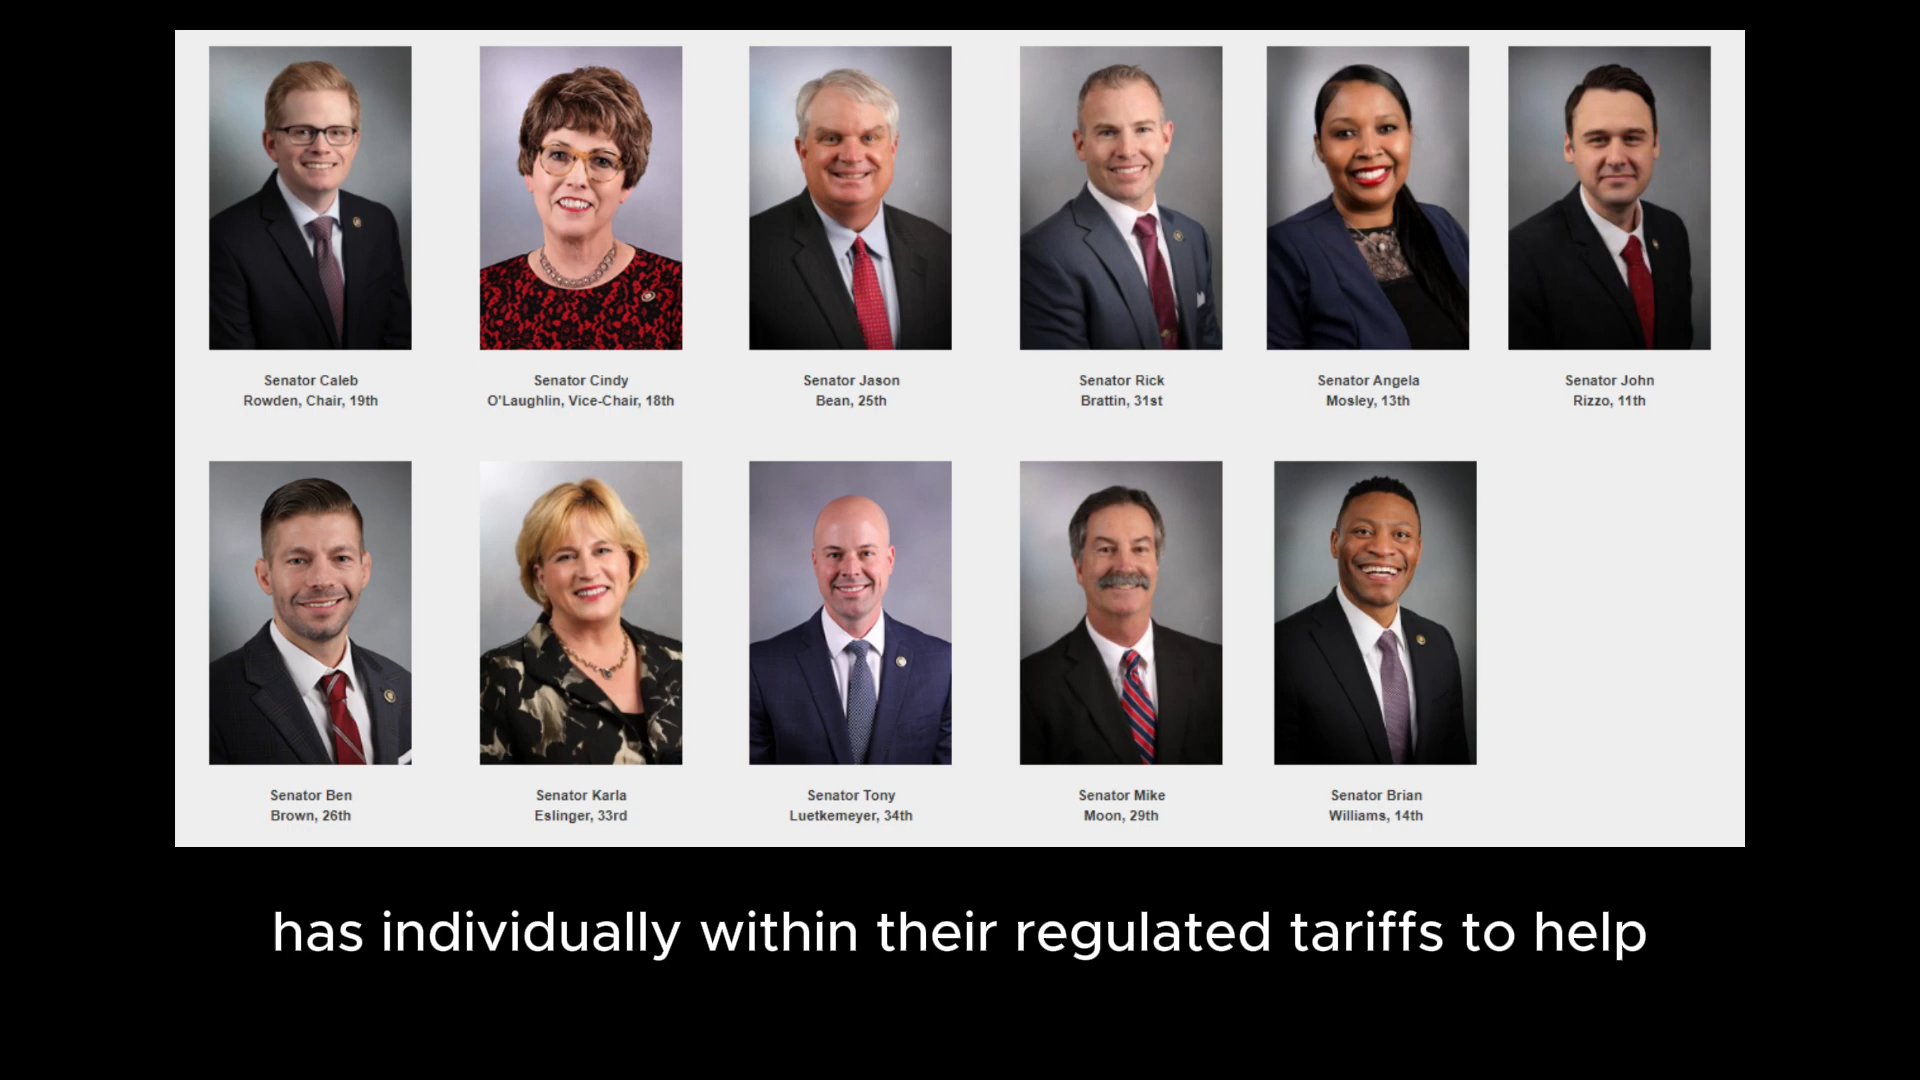 Senator Caleb
Rowden, Chair, 19th
Senator Cindy
O'Laughlin, Vice-Chair, 18th
Senator Jason
Bean, 25th
Senator Rick
Brattin, 31st
Senator Angela
Mosley, 13th
Senator John
Rizzo, 11th
Senator Ben
Brown, 26th
Senator Karla
Eslinger, 33rd
Senator Tony
Luetkemeyer, 34th
Senator Mike
Moon, 29th
Senator Brian
Williams, 14th
has individually within their regulated tariffs to help